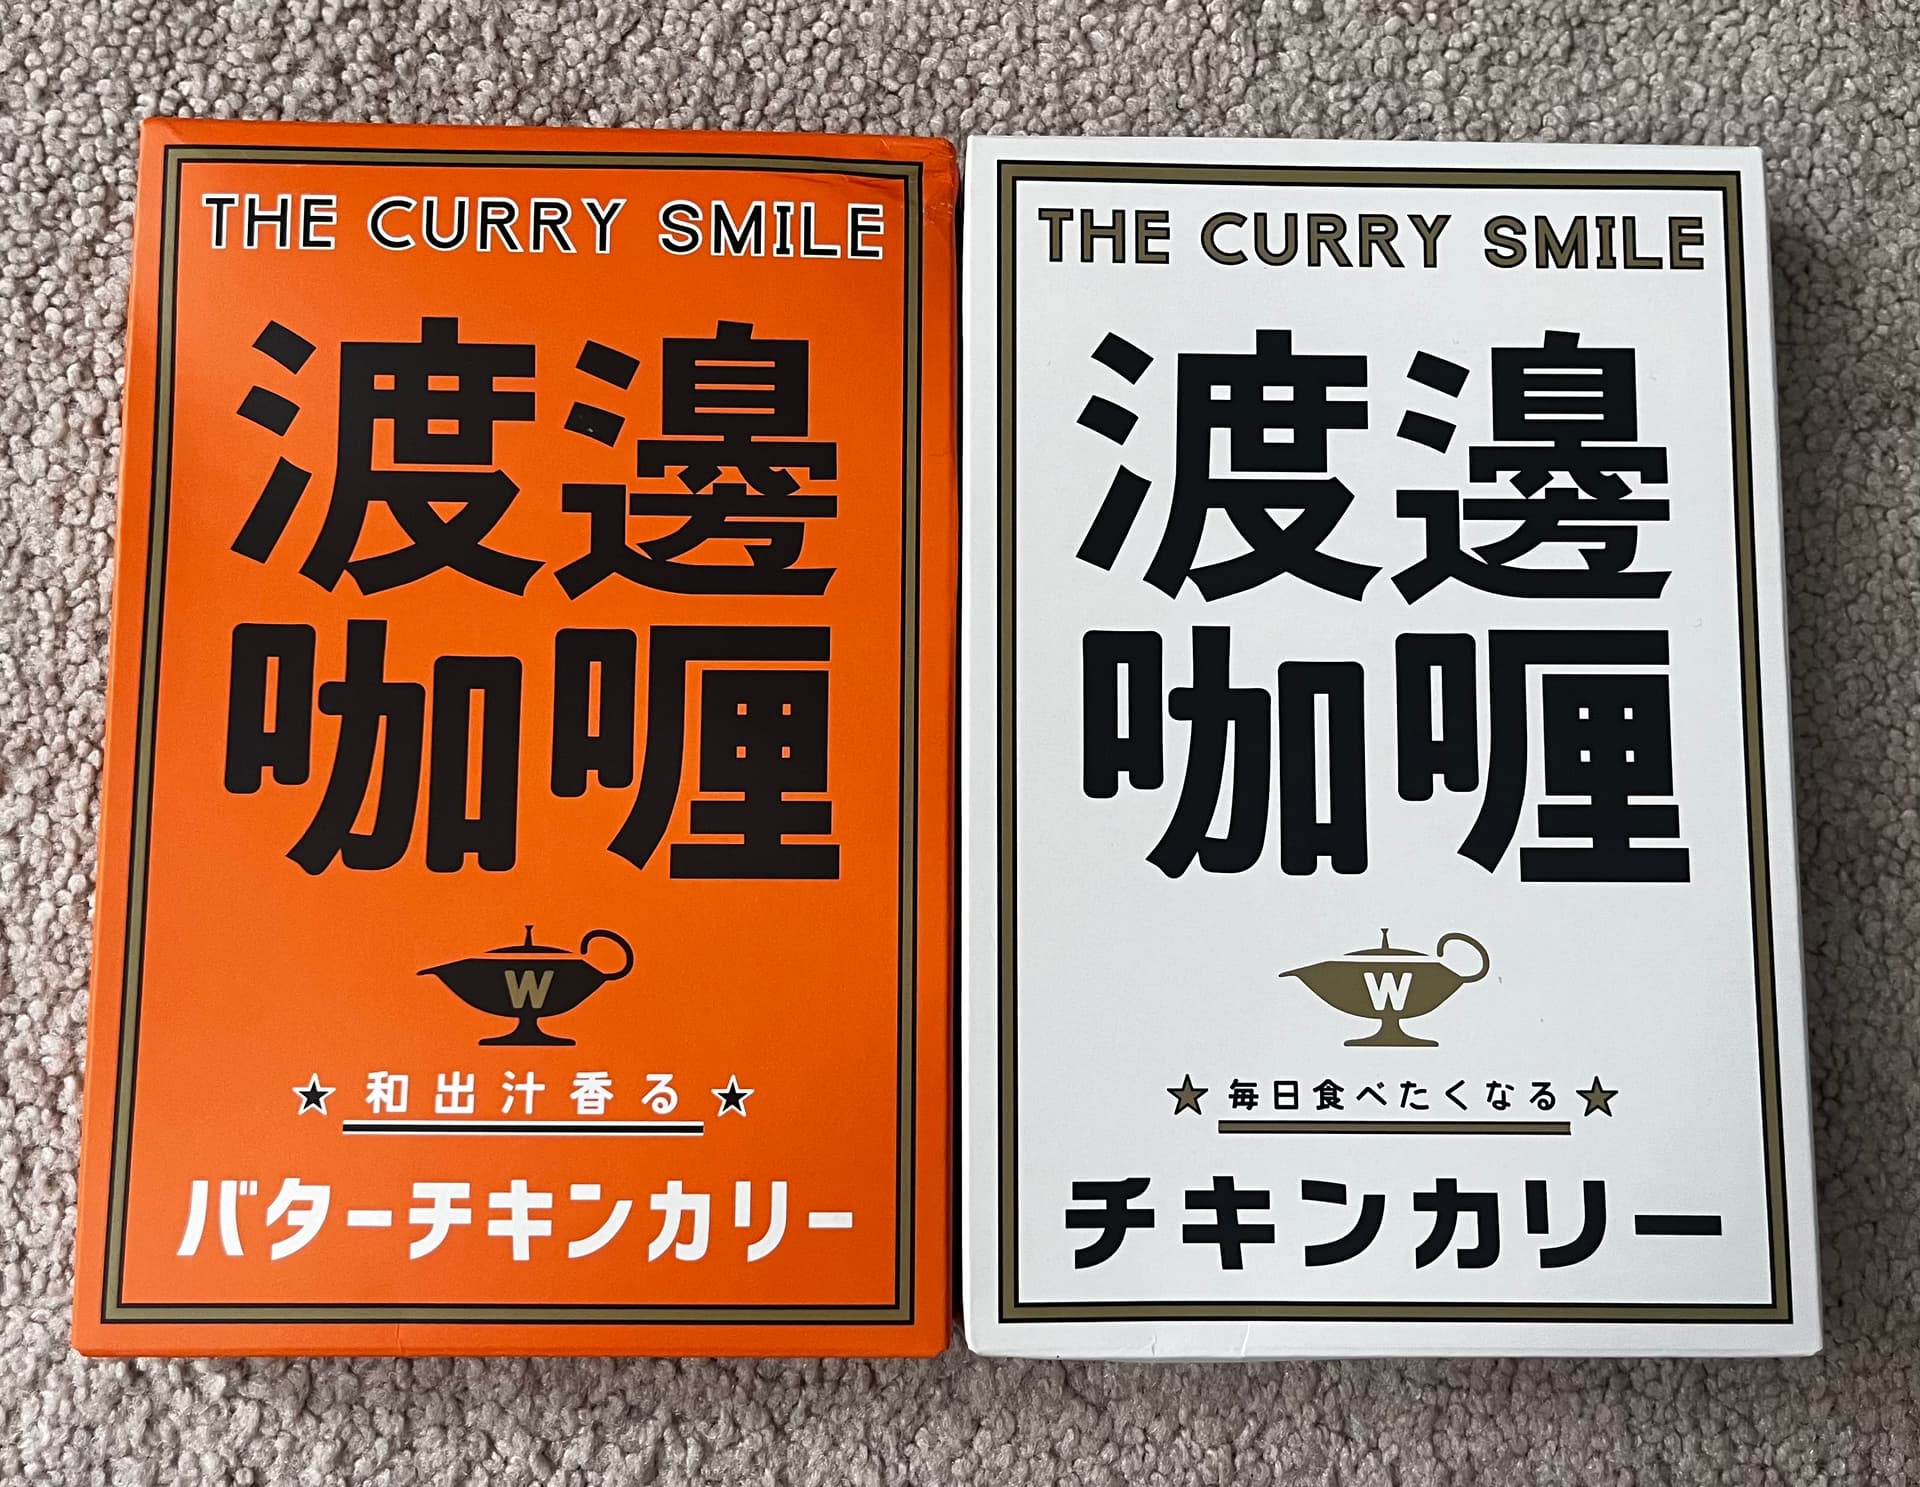 THE CURRY SMILE
渡邊
咖喱
W
★和出汁香る★
バターチキンカリー
THE CURRY SMILE
渡邊
咖喱
W
★毎日食べたくなる★
チキンカリー